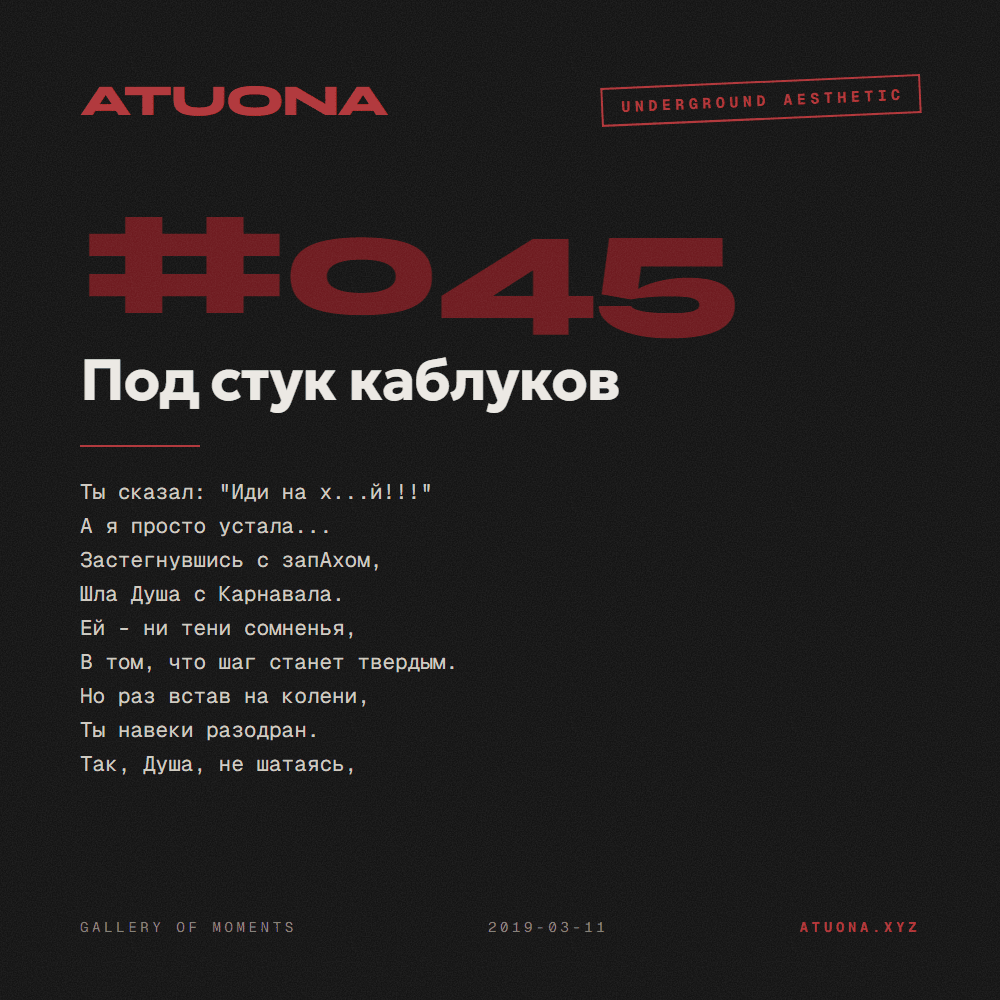 ATUONA
UNDERGROUND AESTHETIC
#045
Под стук каблуков
Ты сказал: "Иди на х...й!!!"
А я просто устала...
Застегнувшись с запАхом,
Шла Душа с Карнавала.
Ей - ни тени сомненья,
В том, что шаг станет твердым.
Но раз встав на колени,
Ты навеки разодран.
Так, Душа, не шатаясь,
GALLERY OF MOMENTS
2019-03-11
ATUONA.XYZ